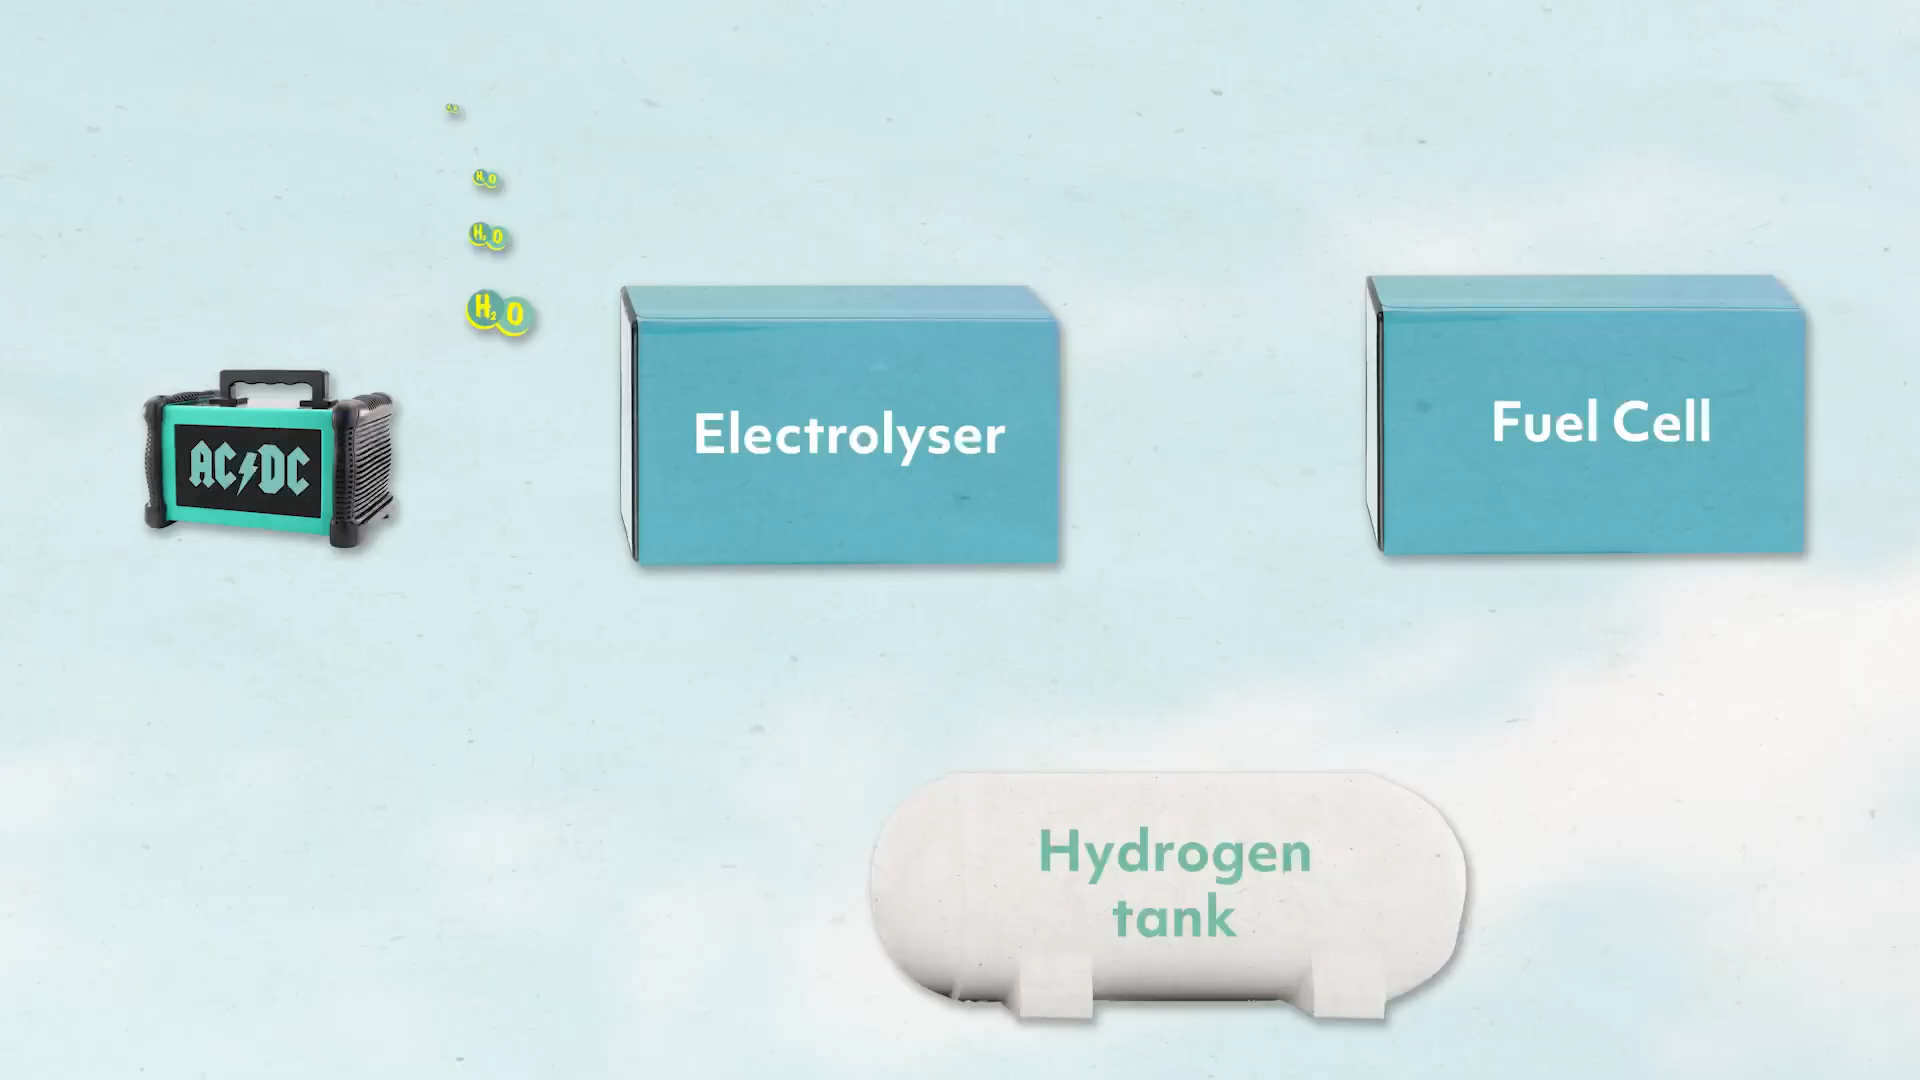 H₂O
H₂O
H₂O
AC⚡DC
Electrolyser
Fuel Cell
Hydrogen
tank